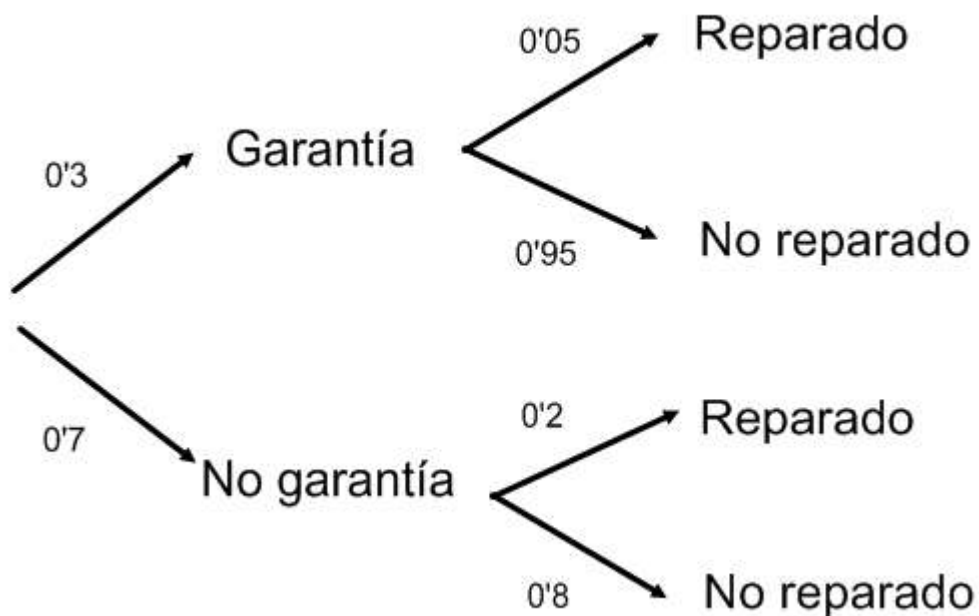 0'05
Reparado
Garantía
0'3
No reparado
0'95
0'2
Reparado
0'7
No garantía
No reparado
0'8